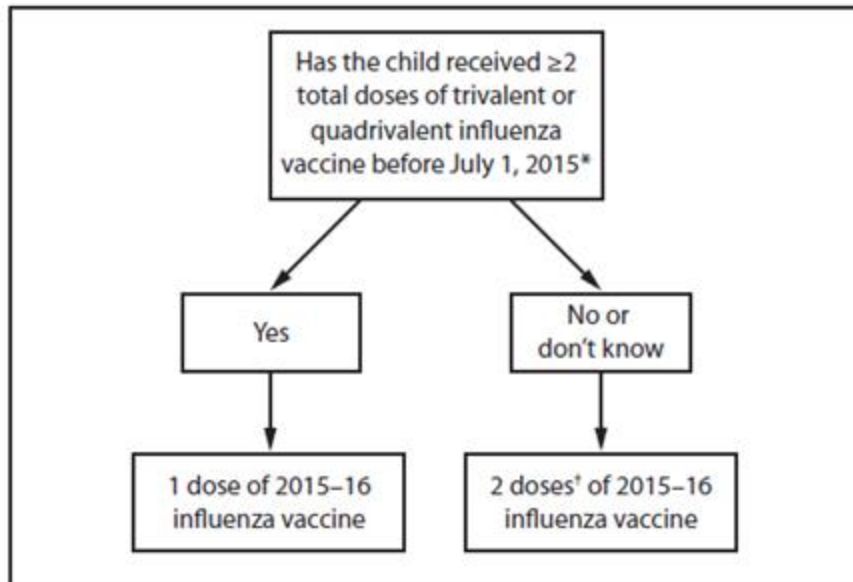 Has the child received ≥2
total doses of trivalent or
quadrivalent influenza
vaccine before July 1, 2015*
Yes
No or
don't know
1 dose of 2015–16
influenza vaccine
2 doses† of 2015–16
influenza vaccine